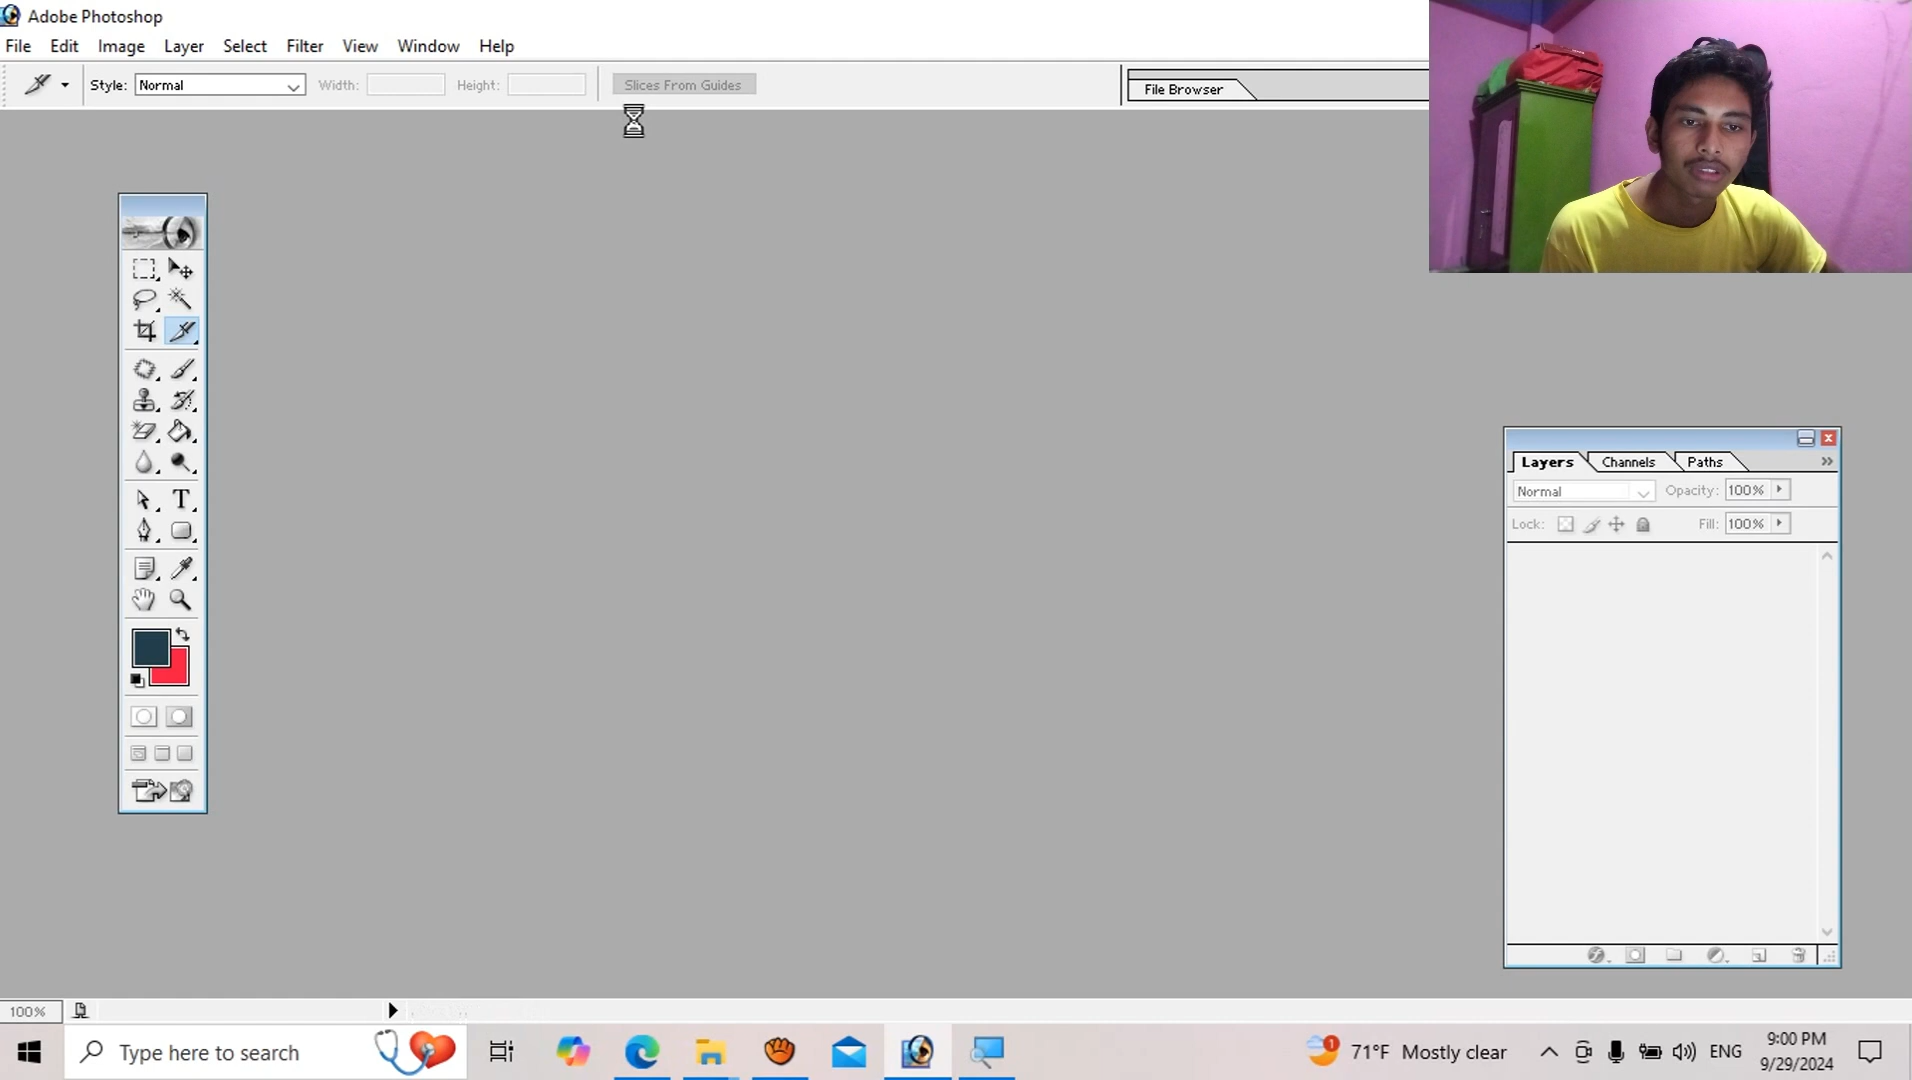 Adobe Photoshop
File Edit Image Layer Select Filter View Window Help
Style: Normal Width: Height: Slices From Guides File Browser
Layers Channels Paths
Normal Opacity: 100%
Lock: Fill: 100%
100%
Type here to search 1 71°F Mostly clear ENG 9:00 PM
9/29/2024